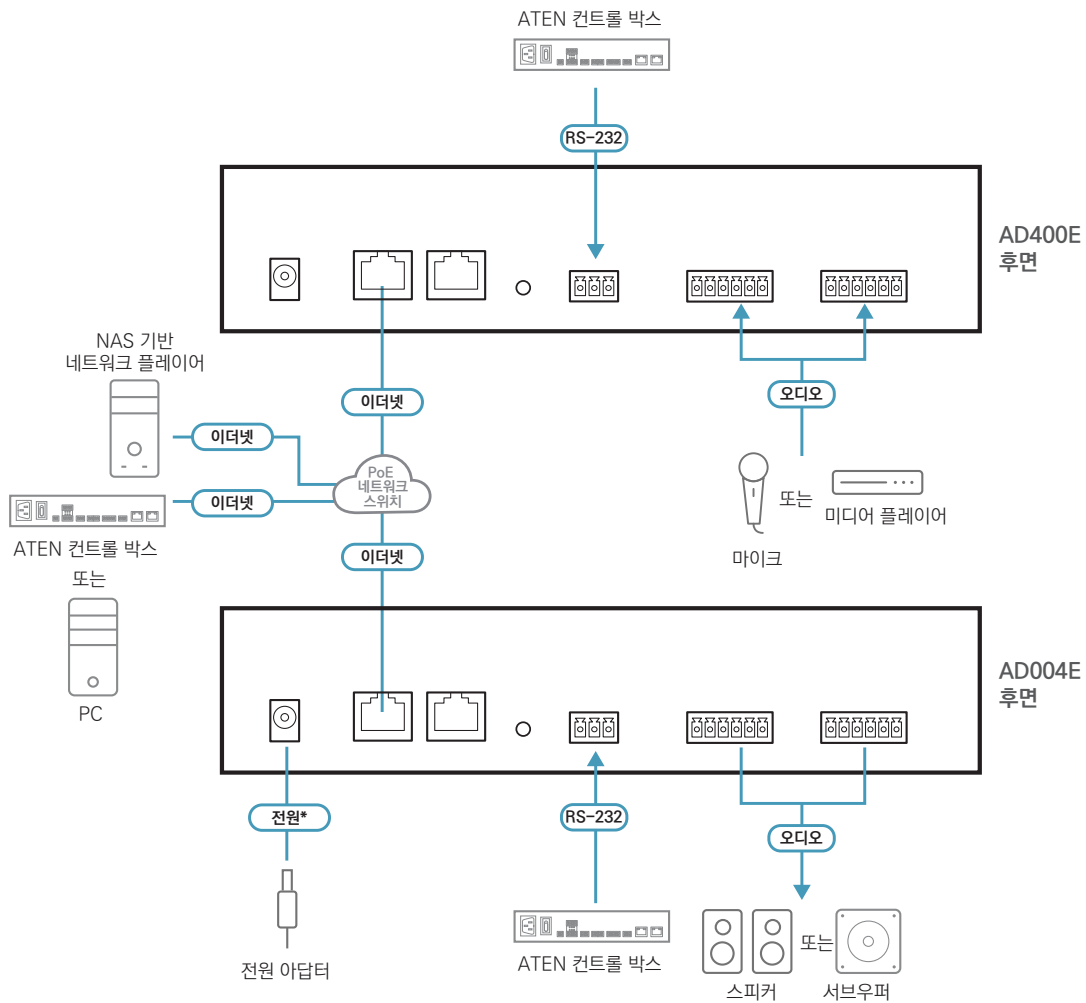 ATEN 컨트롤 박스
RS-232
AD400E
후면
NAS 기반
네트워크 플레이어
이더넷
오디오
이더넷
PoE
네트워크
스위치
이더넷
ATEN 컨트롤 박스
또는
PC
이더넷
마이크
또는
미디어 플레이어
AD004E
후면
전원*
전원 아답터
RS-232
ATEN 컨트롤 박스
오디오
스피커
또는
서브우퍼